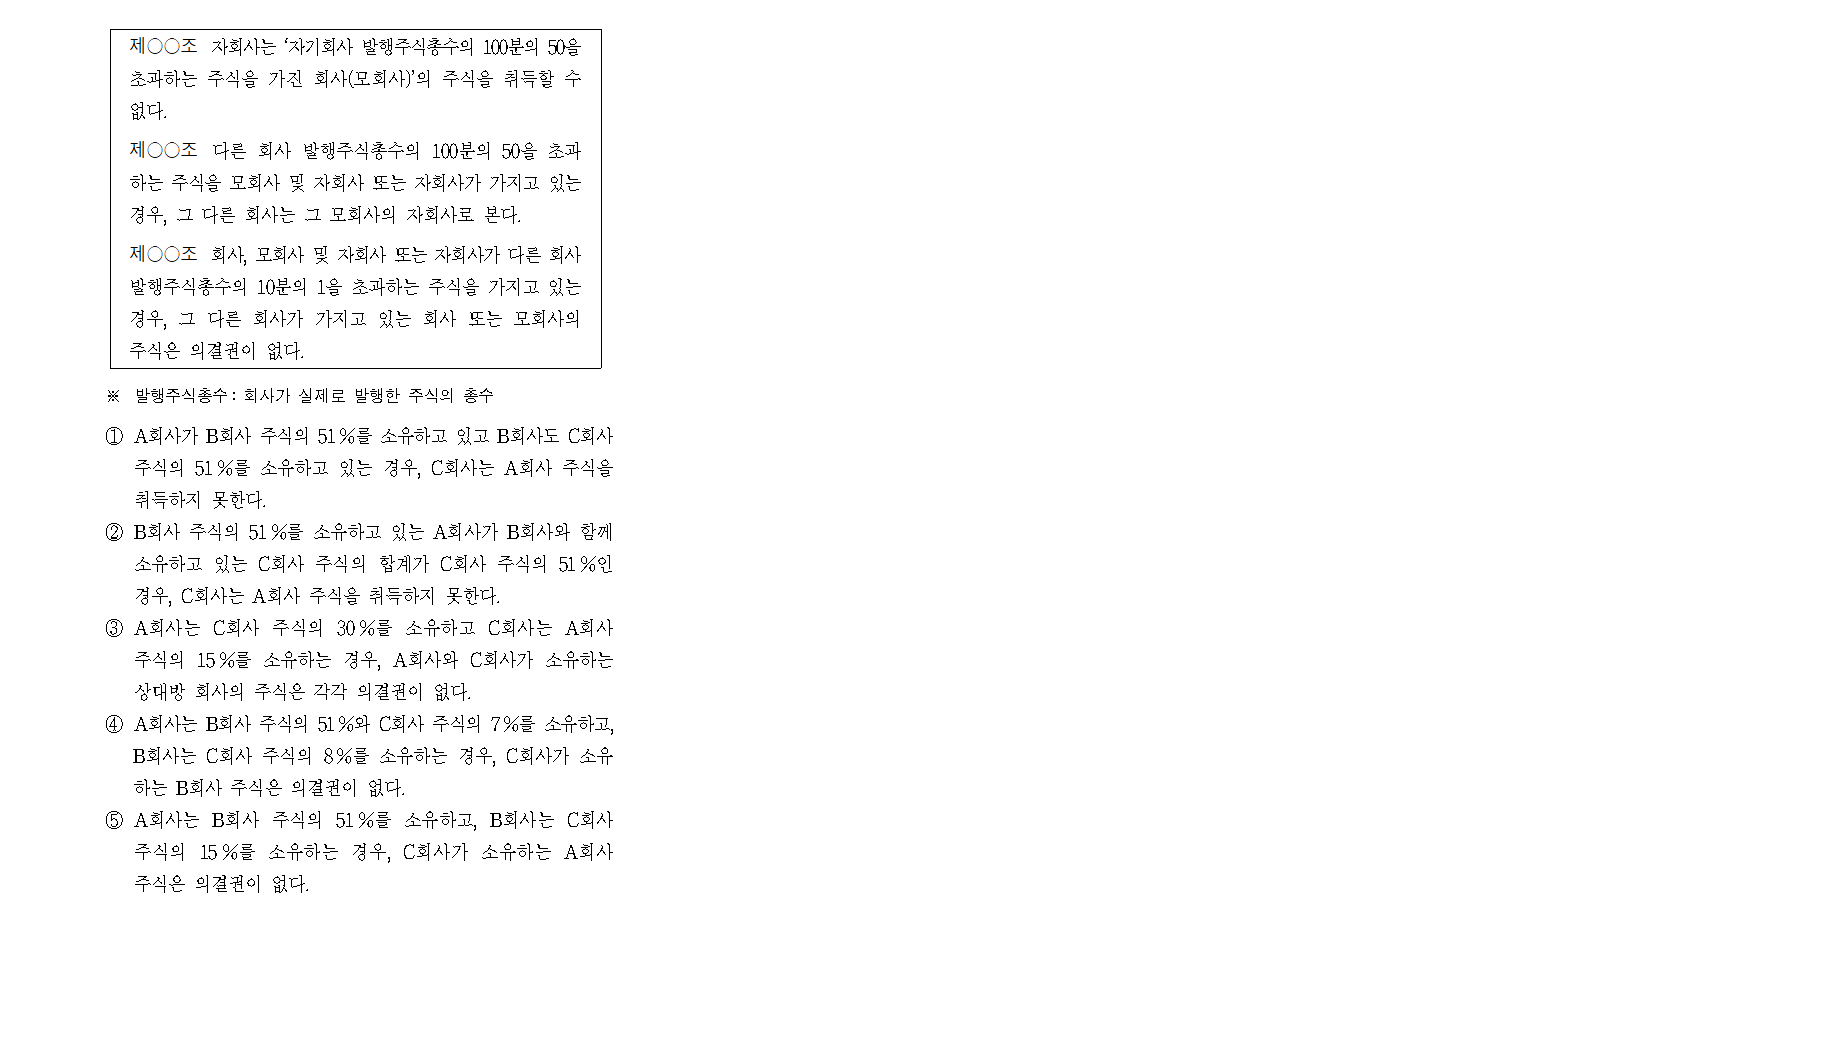 제○○조 자회사는 ‘자기회사 발행주식총수의 100분의 50을
초과하는 주식을 가진 회사(모회사)’의 주식을 취득할 수
없다.
제○○조 다른 회사 발행주식총수의 100분의 50을 초과
하는 주식을 모회사 및 자회사 또는 자회사가 가지고 있는
경우, 그 다른 회사는 그 모회사의 자회사로 본다.
제○○조 회사, 모회사 및 자회사 또는 자회사가 다른 회사
발행주식총수의 10분의 1을 초과하는 주식을 가지고 있는
경우, 그 다른 회사가 가지고 있는 회사 또는 모회사의
주식은 의결권이 없다.
※ 발행주식총수 : 회사가 실제로 발행한 주식의 총수
① A회사가 B회사 주식의 51 %를 소유하고 있고 B회사도 C회사
주식의 51 %를 소유하고 있는 경우, C회사는 A회사 주식을
취득하지 못한다.
② B회사 주식의 51 %를 소유하고 있는 A회사가 B회사와 함께
소유하고 있는 C회사 주식의 합계가 C회사 주식의 51 %인
경우, C회사는 A회사 주식을 취득하지 못한다.
③ A회사는 C회사 주식의 30 %를 소유하고 C회사는 A회사
주식의 15 %를 소유하는 경우, A회사와 C회사가 소유하는
상대방 회사의 주식은 각각 의결권이 없다.
④ A회사는 B회사 주식의 51 %와 C회사 주식의 7 %를 소유하고,
B회사는 C회사 주식의 8 %를 소유하는 경우, C회사가 소유
하는 B회사 주식은 의결권이 없다.
⑤ A회사는 B회사 주식의 51 %를 소유하고, B회사는 C회사
주식의 15 %를 소유하는 경우, C회사가 소유하는 A회사
주식은 의결권이 없다.